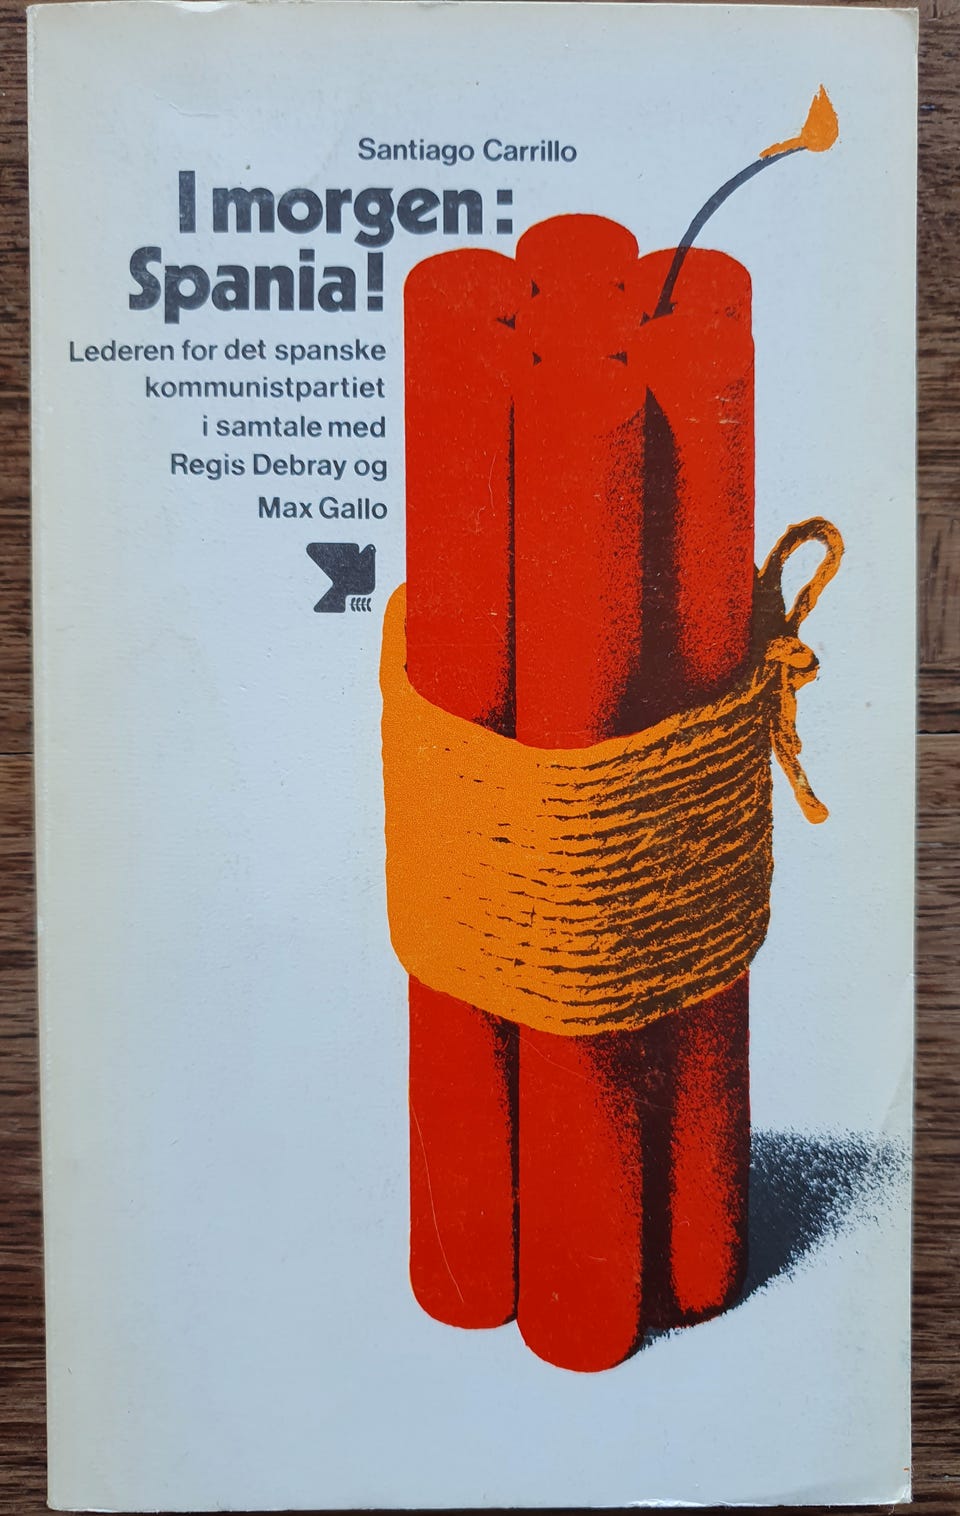 Santiago Carrillo
I morgen:
Spania!
Lederen for det spanske
kommunistpartiet
i samtale med
Regis Debray og
Max Gallo